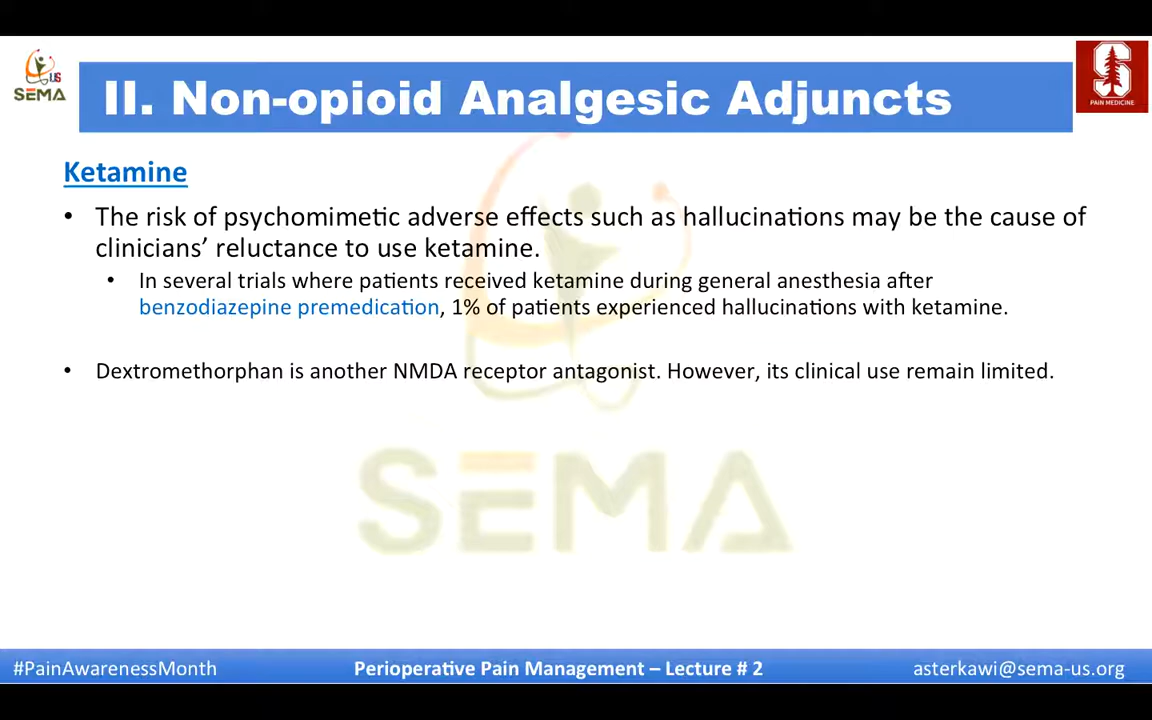 US
SEMA
II. Non-opioid Analgesic Adjuncts
S
PAIN MEDICINE
Ketamine
• The risk of psychomimetic adverse effects such as hallucinations may be the cause of
clinicians’ reluctance to use ketamine.
• In several trials where patients received ketamine during general anesthesia after
benzodiazepine premedication, 1% of patients experienced hallucinations with ketamine.
• Dextromethorphan is another NMDA receptor antagonist. However, its clinical use remain limited.
SEMA
#PainAwarenessMonth
Perioperative Pain Management – Lecture # 2
asterkawi@sema-us.org